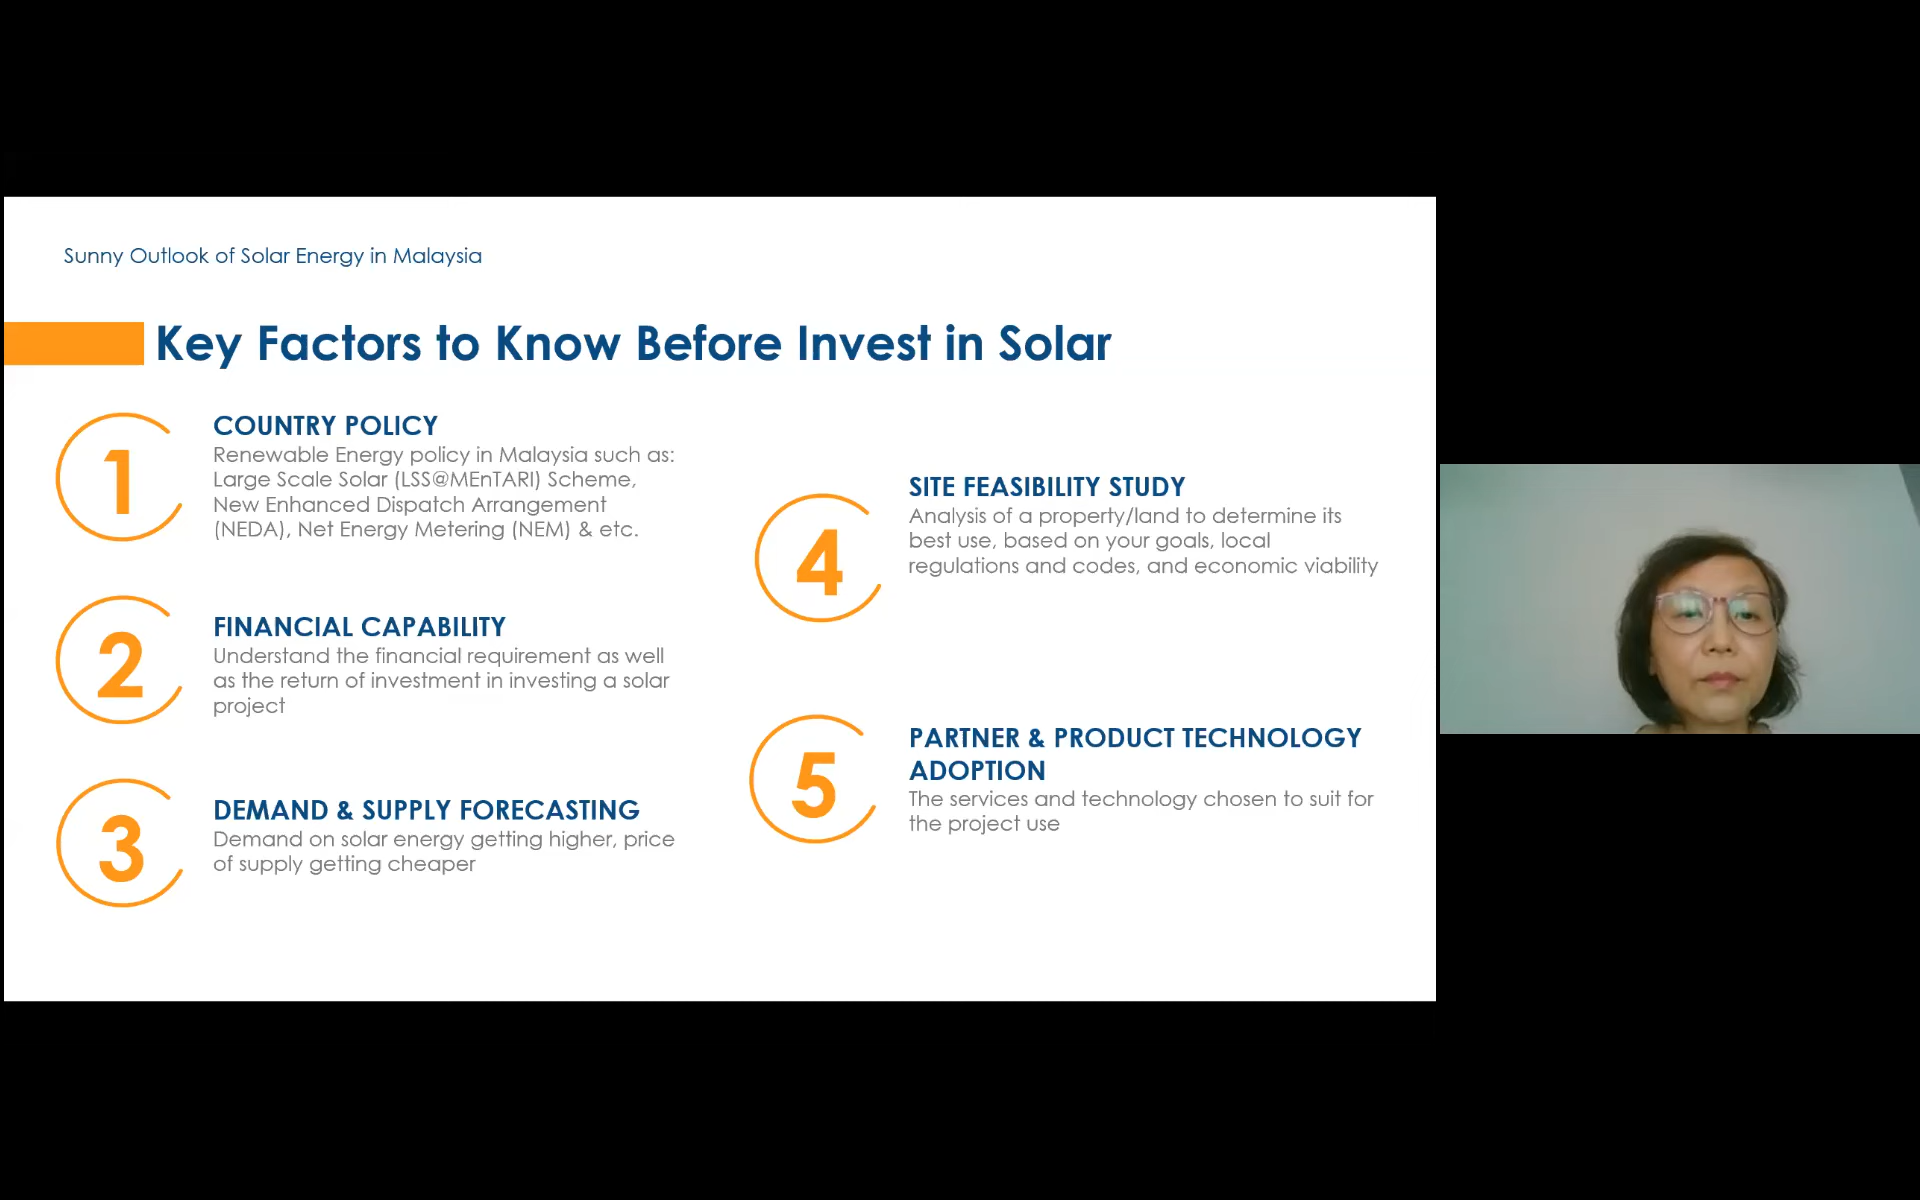 Sunny Outlook of Solar Energy in Malaysia
Key Factors to Know Before Invest in Solar
1
COUNTRY POLICY
Renewable Energy policy in Malaysia such as:
Large Scale Solar (LSS@MEnTARI) Scheme,
New Enhanced Dispatch Arrangement
(NEDA), Net Energy Metering (NEM) & etc.
2
FINANCIAL CAPABILITY
Understand the financial requirement as well
as the return of investment in investing a solar
project
3
DEMAND & SUPPLY FORECASTING
Demand on solar energy getting higher, price
of supply getting cheaper
4
SITE FEASIBILITY STUDY
Analysis of a property/land to determine its
best use, based on your goals, local
regulations and codes, and economic viability
5
PARTNER & PRODUCT TECHNOLOGY
ADOPTION
The services and technology chosen to suit for
the project use